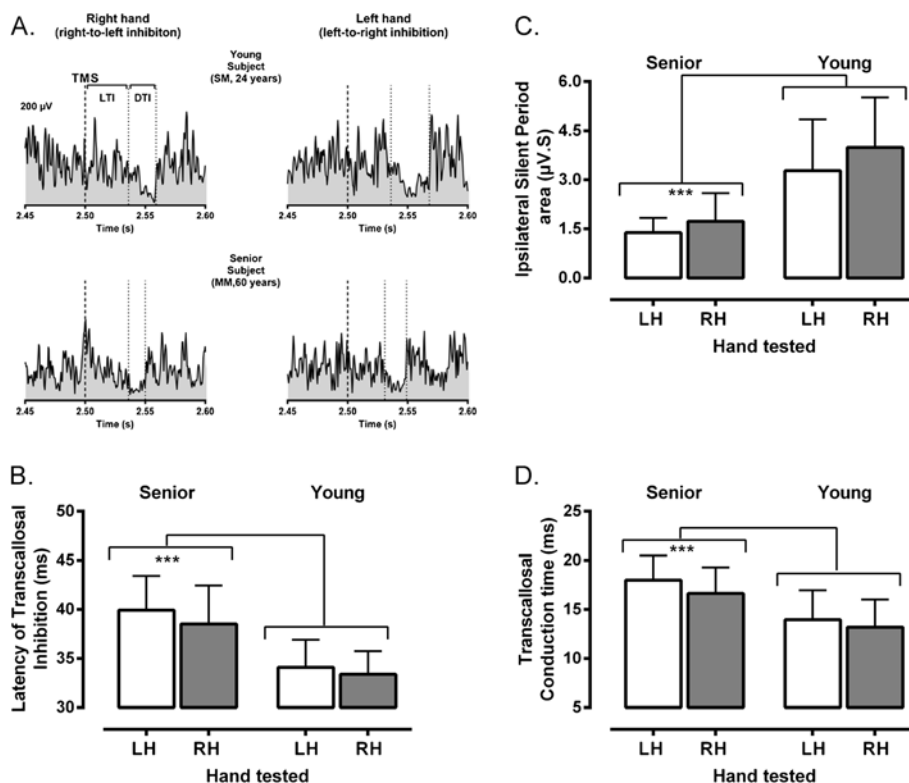 A.
Right hand
(right-to-left inhibiton)
Left hand
(left-to-right inhibition)
Young
Subject
(SM, 24 years)
TMS
LTI
DTI
200 µV
2.45 2.50 2.55 2.60
Time (s)
2.45 2.50 2.55 2.60
Time (s)
Senior
Subject
(MM,60 years)
2.45 2.50 2.55 2.60
Time (s)
2.45 2.50 2.55 2.60
Time (s)
C.
Senior Young
Ipsilateral Silent Period
area (µV.S)
6.0
4.5
3.0
1.5
0.0
***
LH RH LH RH
Hand tested
B.
Senior Young
Latency of Transcallosal
Inhibition (ms)
50
45
40
35
30
***
LH RH LH RH
Hand tested
D.
Senior Young
Transcallosal
Conduction time (ms)
25
20
15
10
5
***
LH RH LH RH
Hand tested